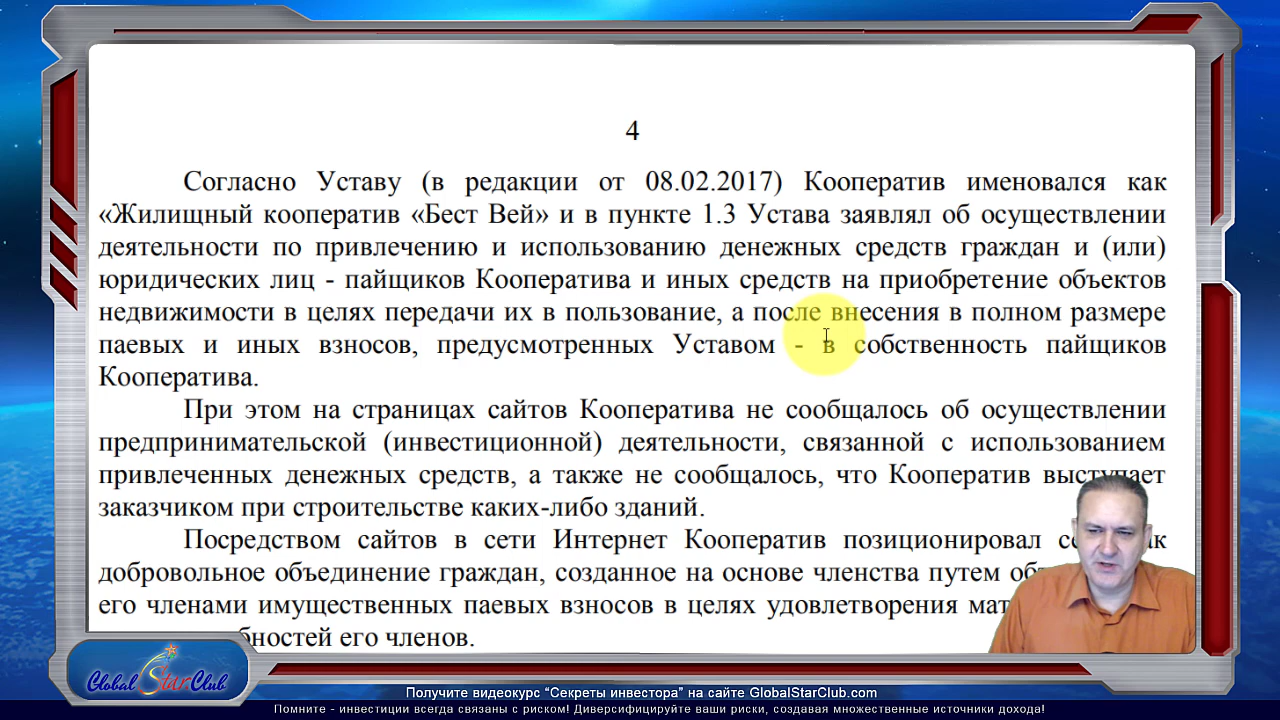 4
Согласно Уставу (в редакции от 08.02.2017) Кооператив именовался как
«Жилищный кооператив «Бест Вей» и в пункте 1.3 Устава заявлял об осуществлении
деятельности по привлечению и использованию денежных средств граждан и (или)
юридических лиц - пайщиков Кооператива и иных средств на приобретение объектов
недвижимости в целях передачи их в пользование, а после внесения в полном размере
паевых и иных взносов, предусмотренных Уставом - в собственность пайщиков
Кооператива.
При этом на страницах сайтов Кооператива не сообщалось об осуществлении
предпринимательской (инвестиционной) деятельности, связанной с использованием
привлеченных денежных средств, а также не сообщалось, что Кооператив выступает
заказчиком при строительстве каких-либо зданий.
Посредством сайтов в сети Интернет Кооператив позиционировал
добровольное объединение граждан, созданное на основе членства путем
его членами имущественных паевых взносов в целях удовлетворения
его членов.
Global Star Club
Получите видеокурс "Секреты инвестора" на сайте GlobalStarClub.com
Помните - инвестиции всегда связаны с риском! Диверсифицируйте ваши риски, создавая множественные источники дохода!